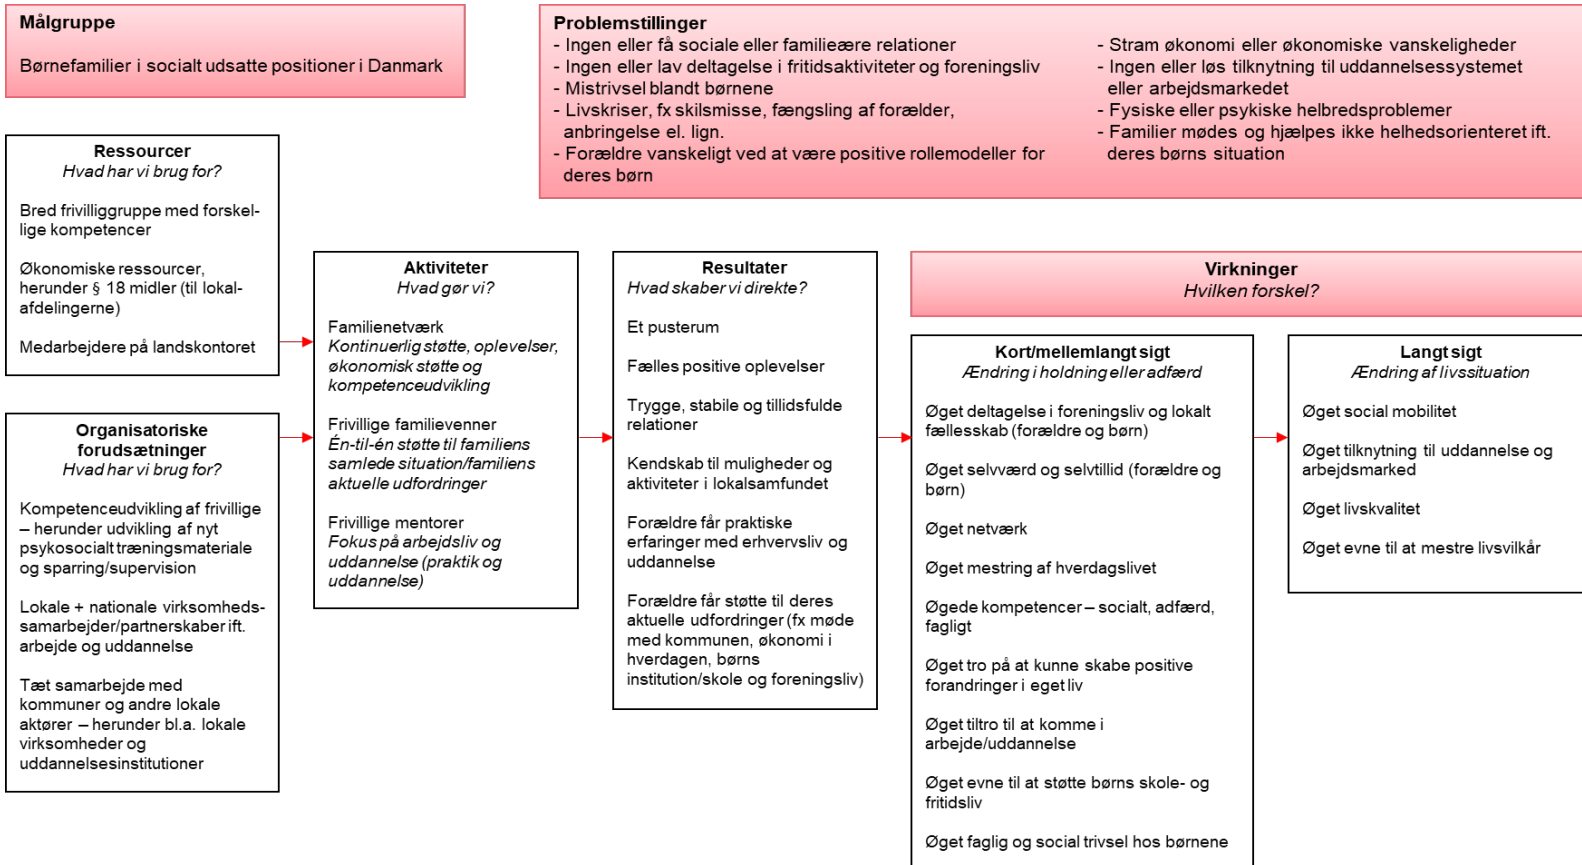 Målgruppe
Børnefamilier i socialt udsatte positioner i Danmark
Problemstillinger
- Ingen eller få sociale eller familieære relationer
- Ingen eller lav deltagelse i fritidsaktiviteter og foreningsliv
- Mistrivsel blandt børnene
- Livskriser, fx skilsmisse, fængsling af forælder,
anbringelse el. lign.
- Forældre vanskeligt ved at være positive rollemodeller for
deres børn
- Stram økonomi eller økonomiske vanskeligheder
- Ingen eller løs tilknytning til uddannelsessystemet
eller arbejdsmarkedet
- Fysiske eller psykiske helbredsproblemer
- Familier mødes og hjælpes ikke helhedsorienteret ift.
deres børns situation
Ressourcer
Hvad har vi brug for?
Bred frivilliggruppe med forskel-
lige kompetencer
Økonomiske ressourcer,
herunder § 18 midler (til lokal-
afdelingerne)
Medarbejdere på landskontoret
Organisatoriske
forudsætninger
Hvad har vi brug for?
Kompetenceudvikling af frivillige
– herunder udvikling af nyt
psykosocialt træningsmateriale
og sparring/supervision
Lokale + nationale virksomheds-
samarbejder/partnerskaber ift.
arbejde og uddannelse
Tæt samarbejde med
kommuner og andre lokale
aktører – herunder bl.a. lokale
virksomheder og
uddannelsesinstitutioner
Aktiviteter
Hvad gør vi?
Familienetværk
Kontinuerlig støtte, oplevelser,
økonomisk støtte og
kompetenceudvikling
Frivillige familievenner
Én-til-én støtte til familiens
samlede situation/familiens
aktuelle udfordringer
Frivillige mentorer
Fokus på arbejdsliv og
uddannelse (praktik og
uddannelse)
Resultater
Hvad skaber vi direkte?
Et pusterum
Fælles positive oplevelser
Trygge, stabile og tillidsfulde
relationer
Kendskab til muligheder og
aktiviteter i lokalsamfundet
Forældre får praktiske
erfaringer med erhvervsliv og
uddannelse
Forældre får støtte til deres
aktuelle udfordringer (fx møde
med kommunen, økonomi i
hverdagen, børns
institution/skole og foreningsliv)
Virkninger
Hvilken forskel?
Kort/mellemlangt sigt
Ændring i holdning eller adfærd
Øget deltagelse i foreningsliv og lokalt
fællesskab (forældre og børn)
Øget selvværd og selvtillid (forældre og
børn)
Øget netværk
Øget mestring af hverdagslivet
Øgede kompetencer – socialt, adfærd,
fagligt
Øget tro på at kunne skabe positive
forandringer i eget liv
Øget tiltro til at komme i
arbejde/uddannelse
Øget evne til at støtte børns skole- og
fritidsliv
Øget faglig og social trivsel hos børnene
Langt sigt
Ændring af livssituation
Øget social mobilitet
Øget tilknytning til uddannelse og
arbejdsmarked
Øget livskvalitet
Øget evne til at mestre livsvilkår